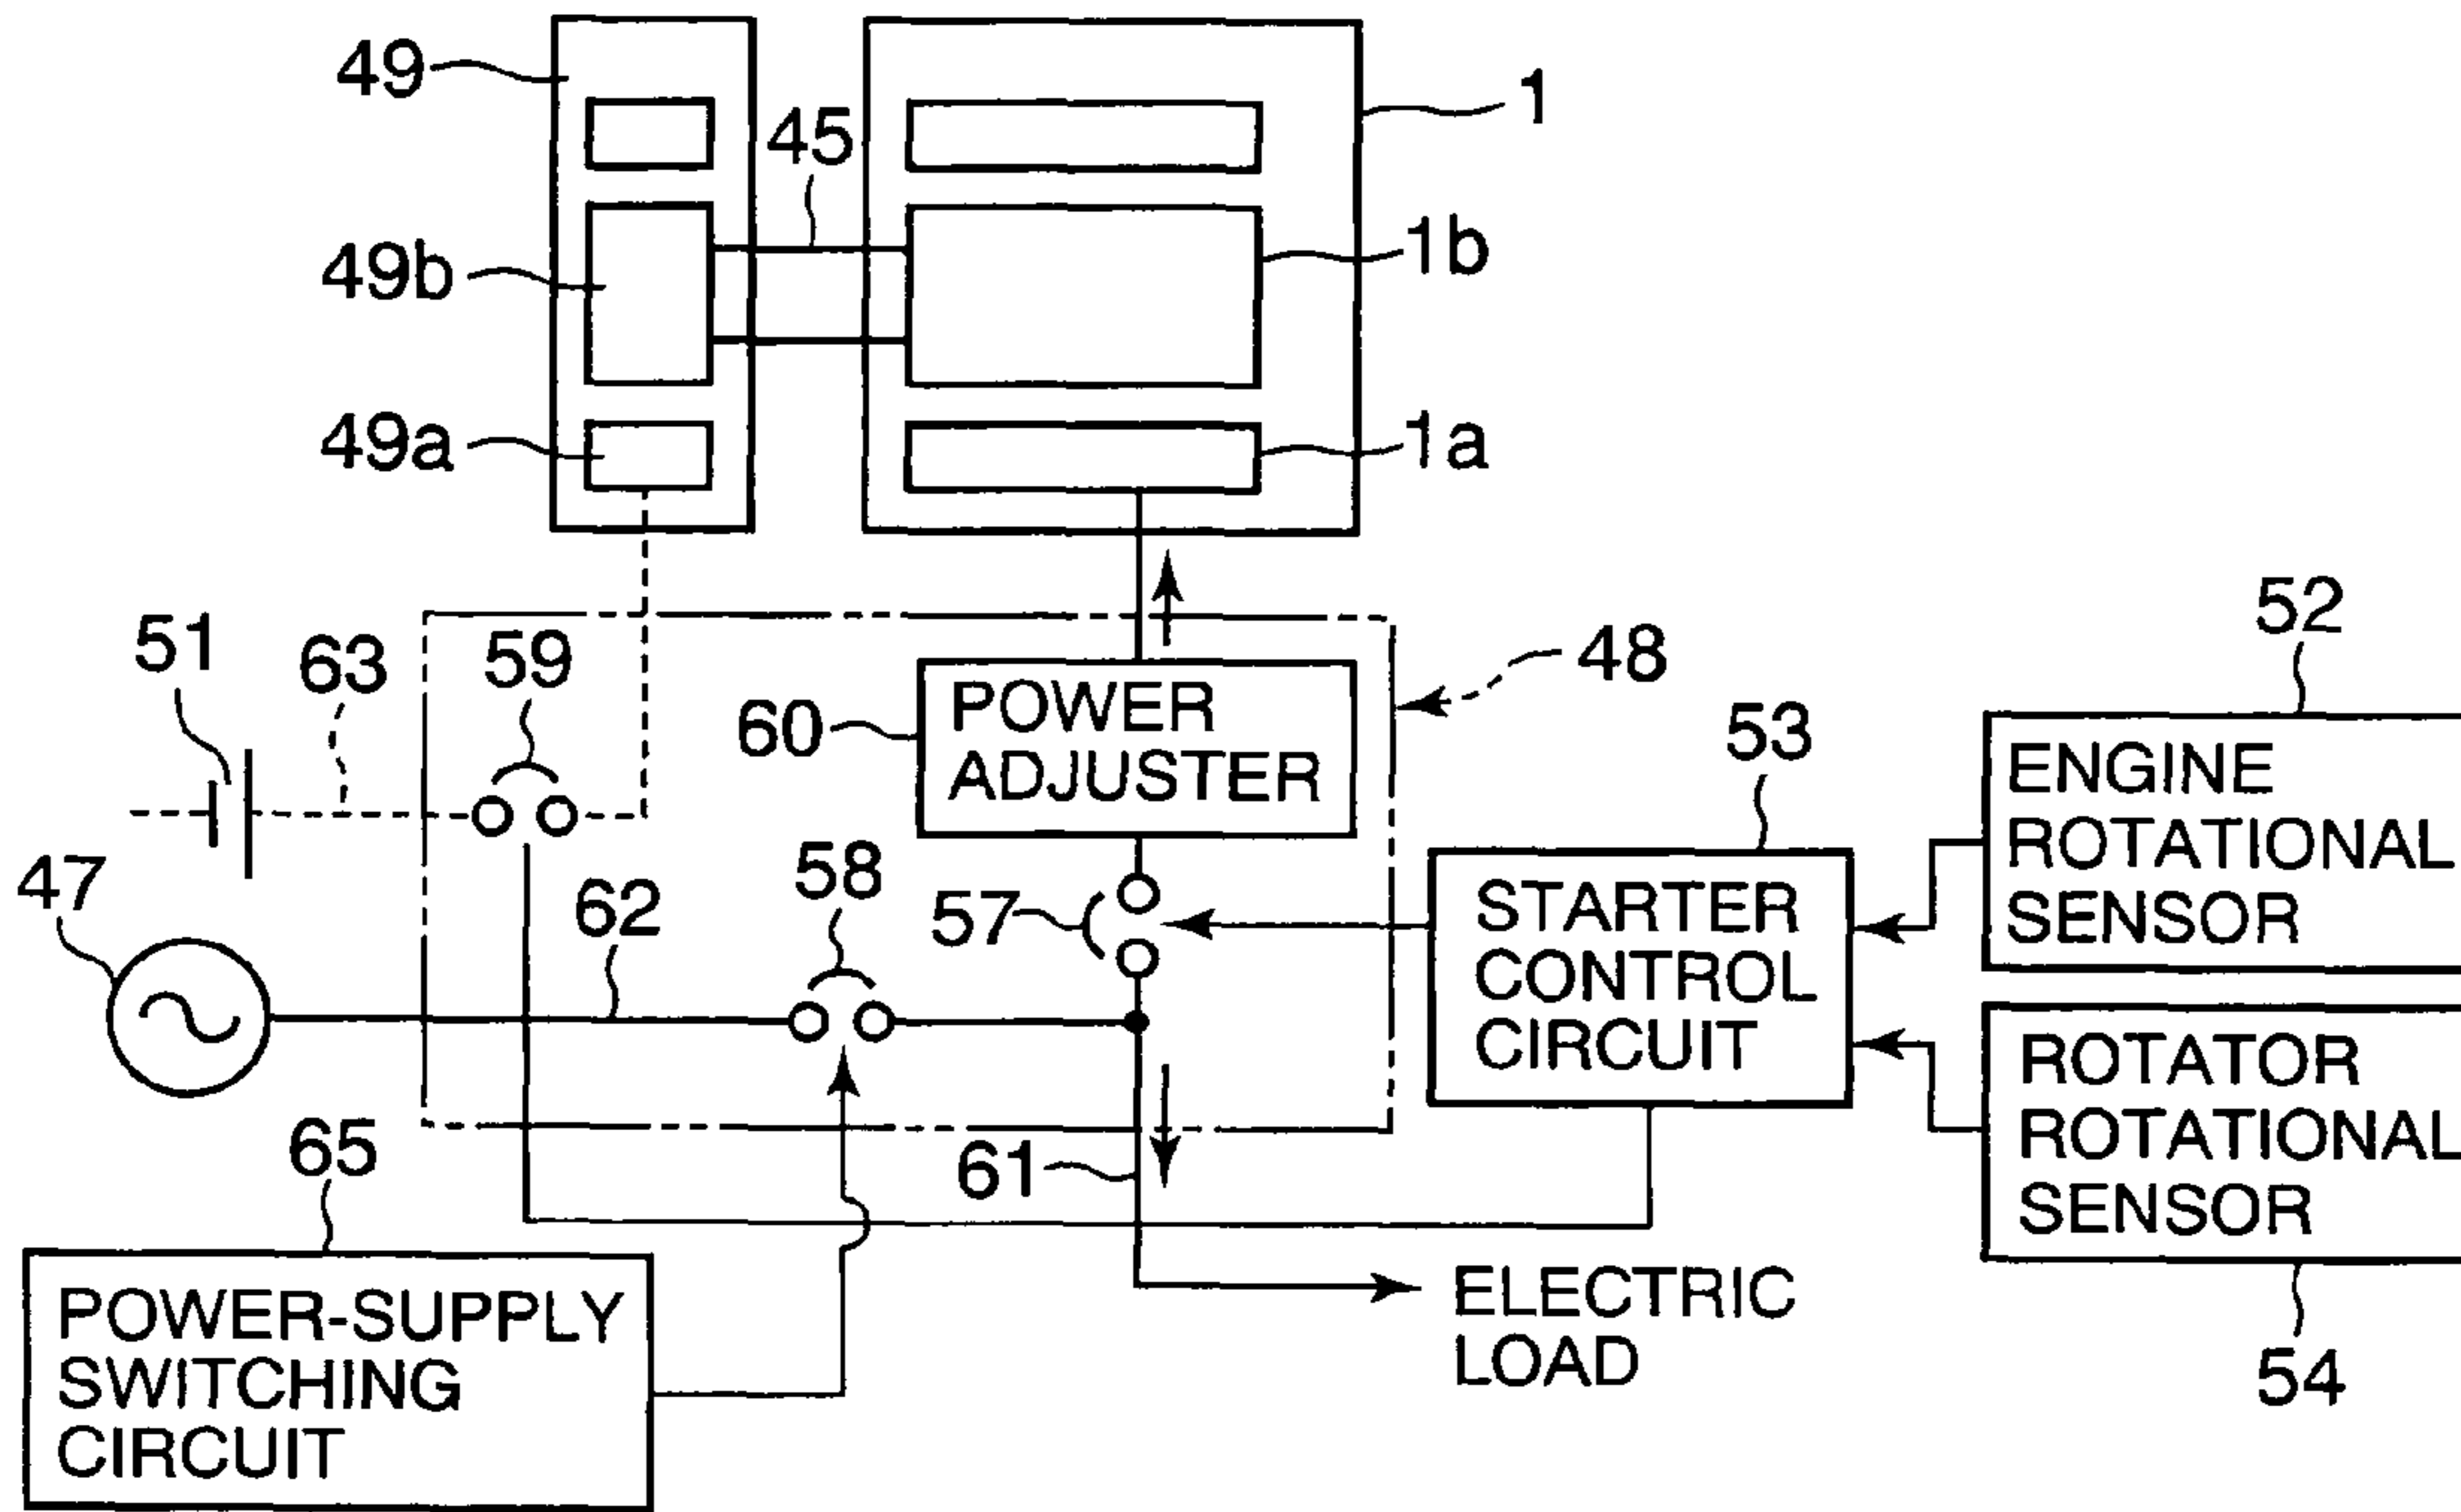 49
45
1
49b
1b
49a
1a
51
63
59
48
52
60
POWER
ADJUSTER
53
ENGINE
ROTATIONAL
SENSOR
47
62
58
57
STARTER
CONTROL
CIRCUIT
ROTATOR
ROTATIONAL
SENSOR
65
61
54
POWER-SUPPLY
SWITCHING
CIRCUIT
ELECTRIC
LOAD